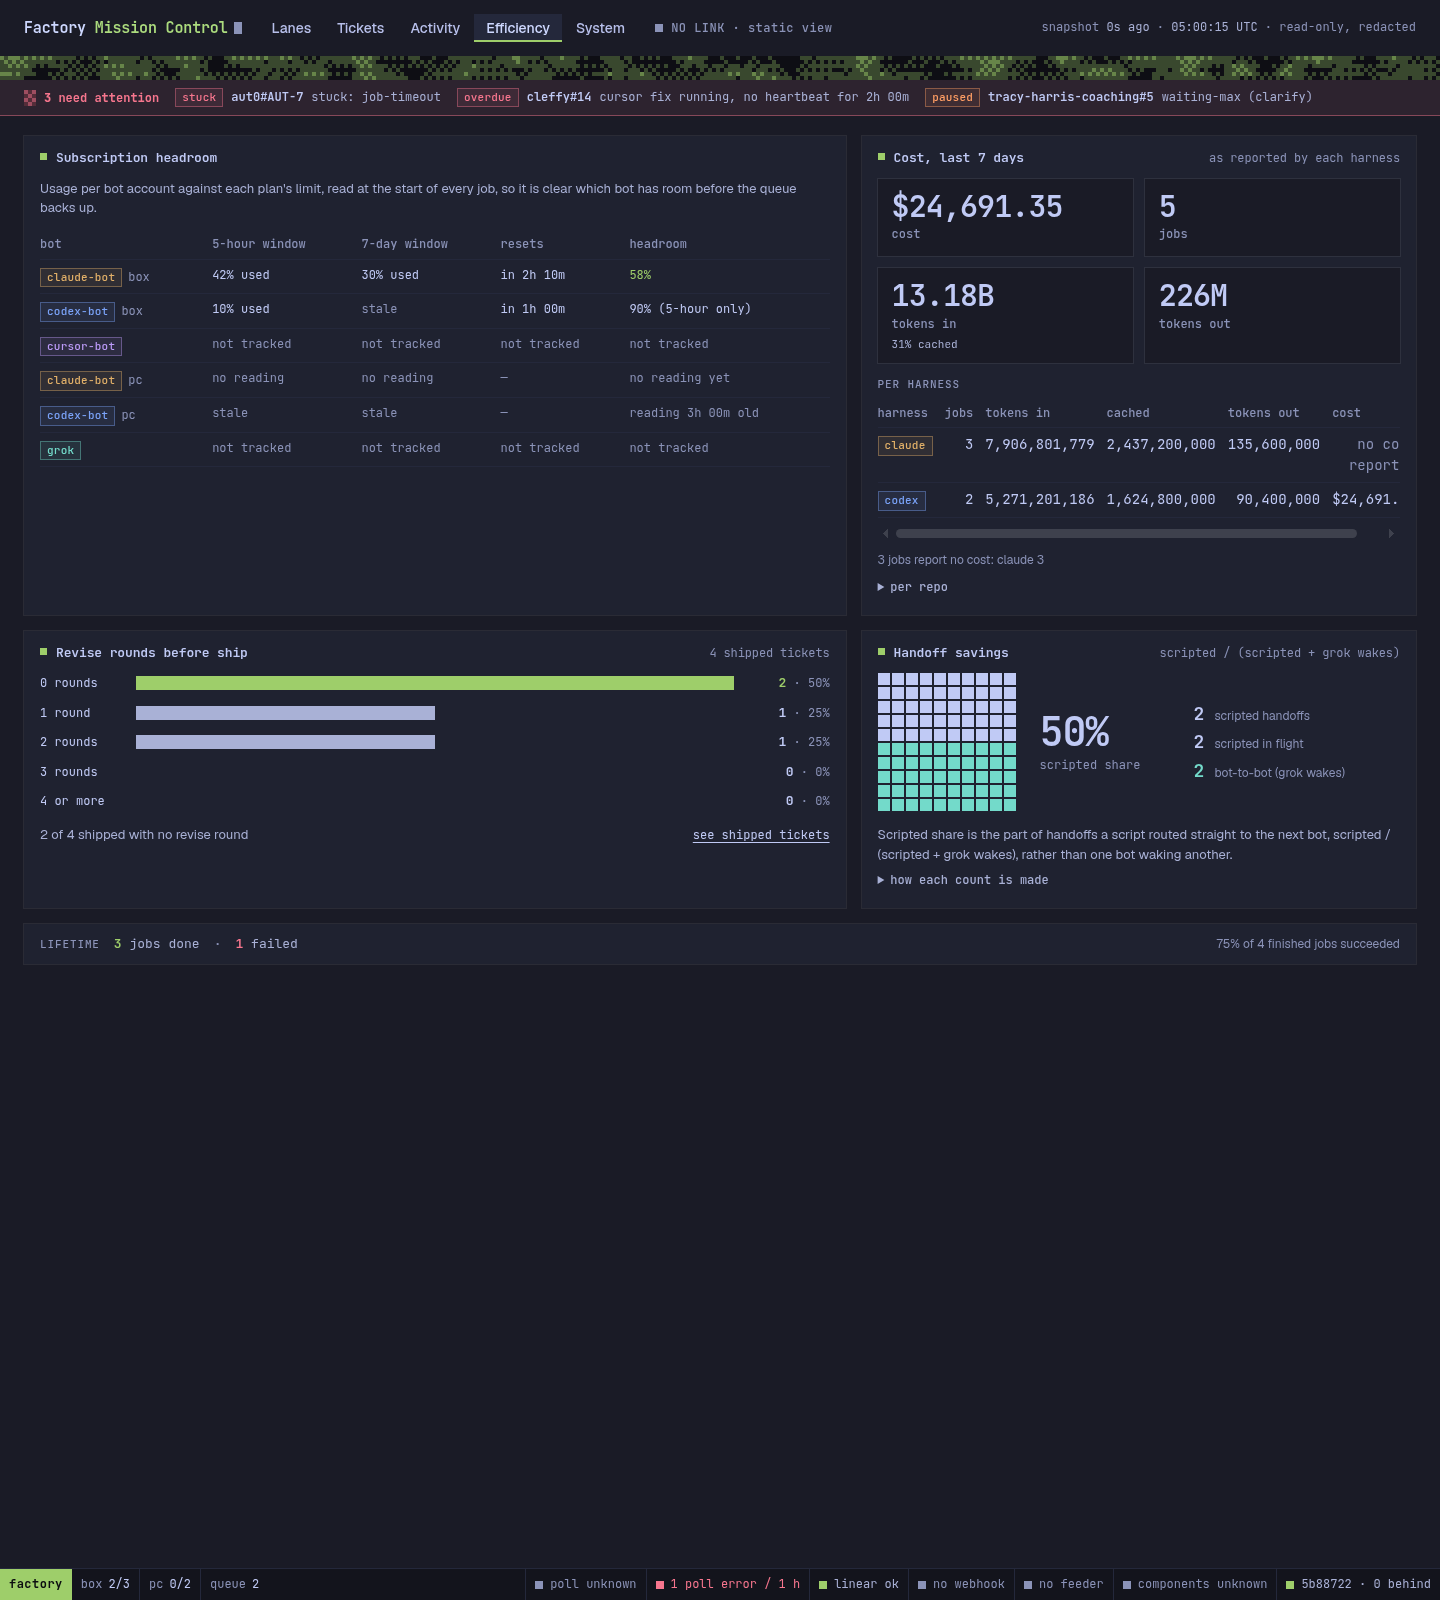 Factory Mission Control
Lanes Tickets Activity Efficiency System
NO LINK · static view
snapshot 0s ago · 05:00:15 UTC · read-only, redacted
3 need attention stuck aut0#AUT-7 stuck: job-timeout overdue cleffy#14 cursor fix running, no heartbeat for 2h 00m paused tracy-harris-coaching#5 waiting-max (clarify)
Subscription headroom
Usage per bot account against each plan's limit, read at the start of every job, so it is clear which bot has room before the queue
backs up.
bot 5-hour window 7-day window resets headroom
claude-bot box 42% used 30% used in 2h 10m 58%
codex-bot box 10% used stale in 1h 00m 90% (5-hour only)
cursor-bot not tracked not tracked not tracked not tracked
claude-bot pc no reading no reading — no reading yet
codex-bot pc stale stale — reading 3h 00m old
grok not tracked not tracked not tracked not tracked
Cost, last 7 days as reported by each harness
$24,691.35
cost
5
jobs
13.18B
tokens in
31% cached
226M
tokens out
PER HARNESS
harness jobs tokens in cached tokens out cost
claude 3 7,906,801,779 2,437,200,000 135,600,000 no co
report
codex 2 5,271,201,186 1,624,800,000 90,400,000 $24,691.
3 jobs report no cost: claude 3
per repo
Revise rounds before ship 4 shipped tickets
0 rounds 2 · 50%
1 round 1 · 25%
2 rounds 1 · 25%
3 rounds 0 · 0%
4 or more 0 · 0%
2 of 4 shipped with no revise round see shipped tickets
Handoff savings scripted / (scripted + grok wakes)
50%
scripted share
2 scripted handoffs
2 scripted in flight
2 bot-to-bot (grok wakes)
Scripted share is the part of handoffs a script routed straight to the next bot, scripted /
(scripted + grok wakes), rather than one bot waking another.
how each count is made
LIFETIME 3 jobs done · 1 failed 75% of 4 finished jobs succeeded
factory box 2/3 pc 0/2 queue 2 poll unknown 1 poll error / 1 h linear ok no webhook no feeder components unknown 5b88722 · 0 behind